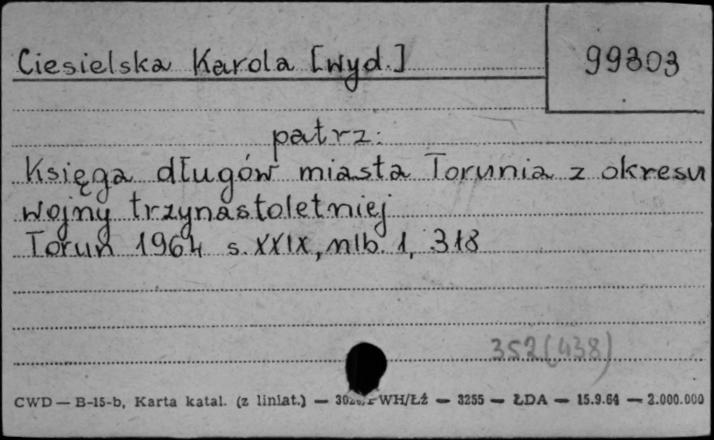 Ciesielska Karola [wyd.]
99303
patrz:
Księga długów miasta Torunia z okresu
wojny trzynastoletniej
Toruń 1964 s. XXIX, nlb. 1, 318
352(438)
CWD — B-15-b, Karta katal. (z liniat.) — WH/Łź — 3255 — ŁDA — 15.9.64 — 2.000.000